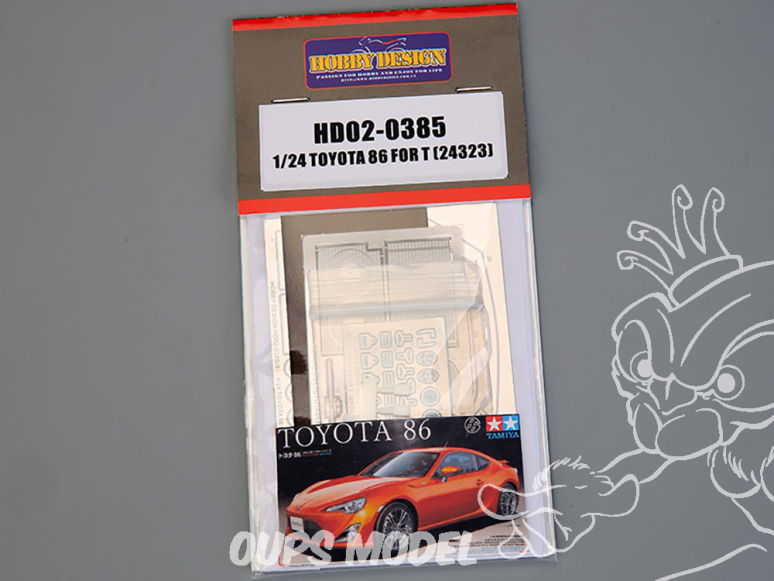 HOBBY DESIGN
PASSION FOR HOBBY AND ENJOY FOR LIFE
HD02-0385
1/24 TOYOTA 86 FOR T (24323)
TOYOTA 86
トヨタ 86
TAMIYA
OUPS MODEL